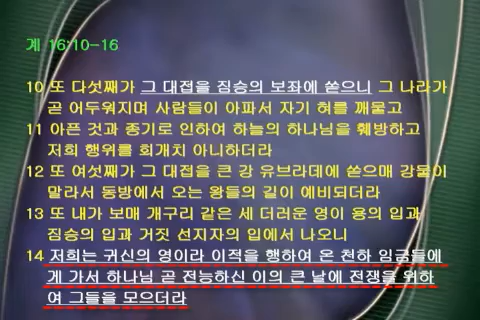 계 16:10-16
10 또 다섯째가 그 대접을 짐승의 보좌에 쏟으니 그 나라가
곧 어두워지며 사람들이 아파서 자기 혀를 깨물고
11 아픈 것과 종기로 인하여 하늘의 하나님을 훼방하고
저희 행위를 회개치 아니하더라
12 또 여섯째가 그 대접을 큰 강 유브라데에 쏟으매 강물이
말라서 동방에서 오는 왕들의 길이 예비되더라
13 또 내가 보매 개구리 같은 세 더러운 영이 용의 입과
짐승의 입과 거짓 선지자의 입에서 나오니
14 저희는 귀신의 영이라 이적을 행하여 온 천하 임금들에
게 가서 하나님 곧 전능하신 이의 큰 날에 전쟁을 위하
여 그들을 모으더라